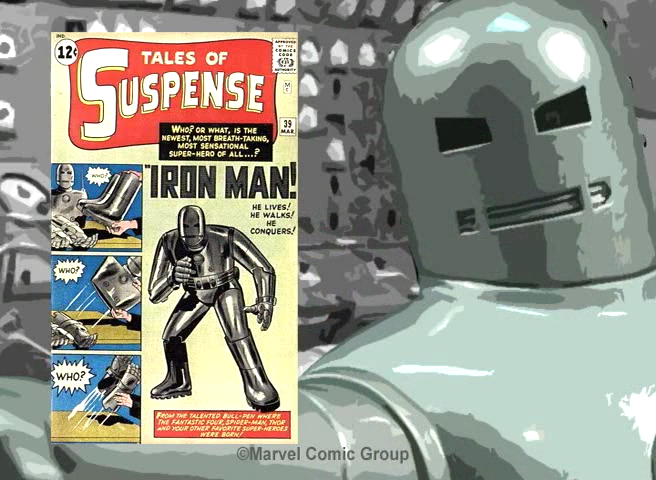 IND.
12¢
TALES OF
SUSPENSE
APPROVED
BY THE
COMICS
CODE
AUTHORITY
MC
39
MAR.
WHO? OR WHAT, IS THE
NEWEST, MOST BREATH-TAKING,
MOST SENSATIONAL
SUPER-HERO OF ALL...?
"IRON MAN!"
HE LIVES!
HE WALKS!
HE
CONQUERS!
WHO?
WHO?
WHO?
FROM THE TALENTED BULL-PEN WHERE
THE FANTASTIC FOUR, SPIDER-MAN, THOR
AND YOUR OTHER FAVORITE SUPER-HEROES
WERE BORN!
©Marvel Comic Group